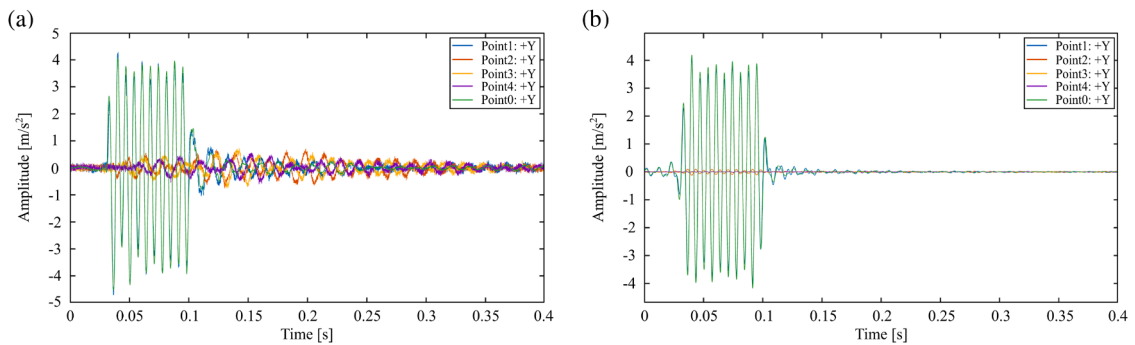 (a)
Amplitude [m/s²]
5
4
3
2
1
0
-1
-2
-3
-4
-5
Point1: +Y
Point2: +Y
Point3: +Y
Point4: +Y
Point0: +Y
0 0.05 0.1 0.15 0.2 0.25 0.3 0.35 0.4
Time [s]
(b)
Amplitude [m/s²]
4
3
2
1
0
-1
-2
-3
-4
Point1: +Y
Point2: +Y
Point3: +Y
Point4: +Y
Point0: +Y
0 0.05 0.1 0.15 0.2 0.25 0.3 0.35 0.4
Time [s]